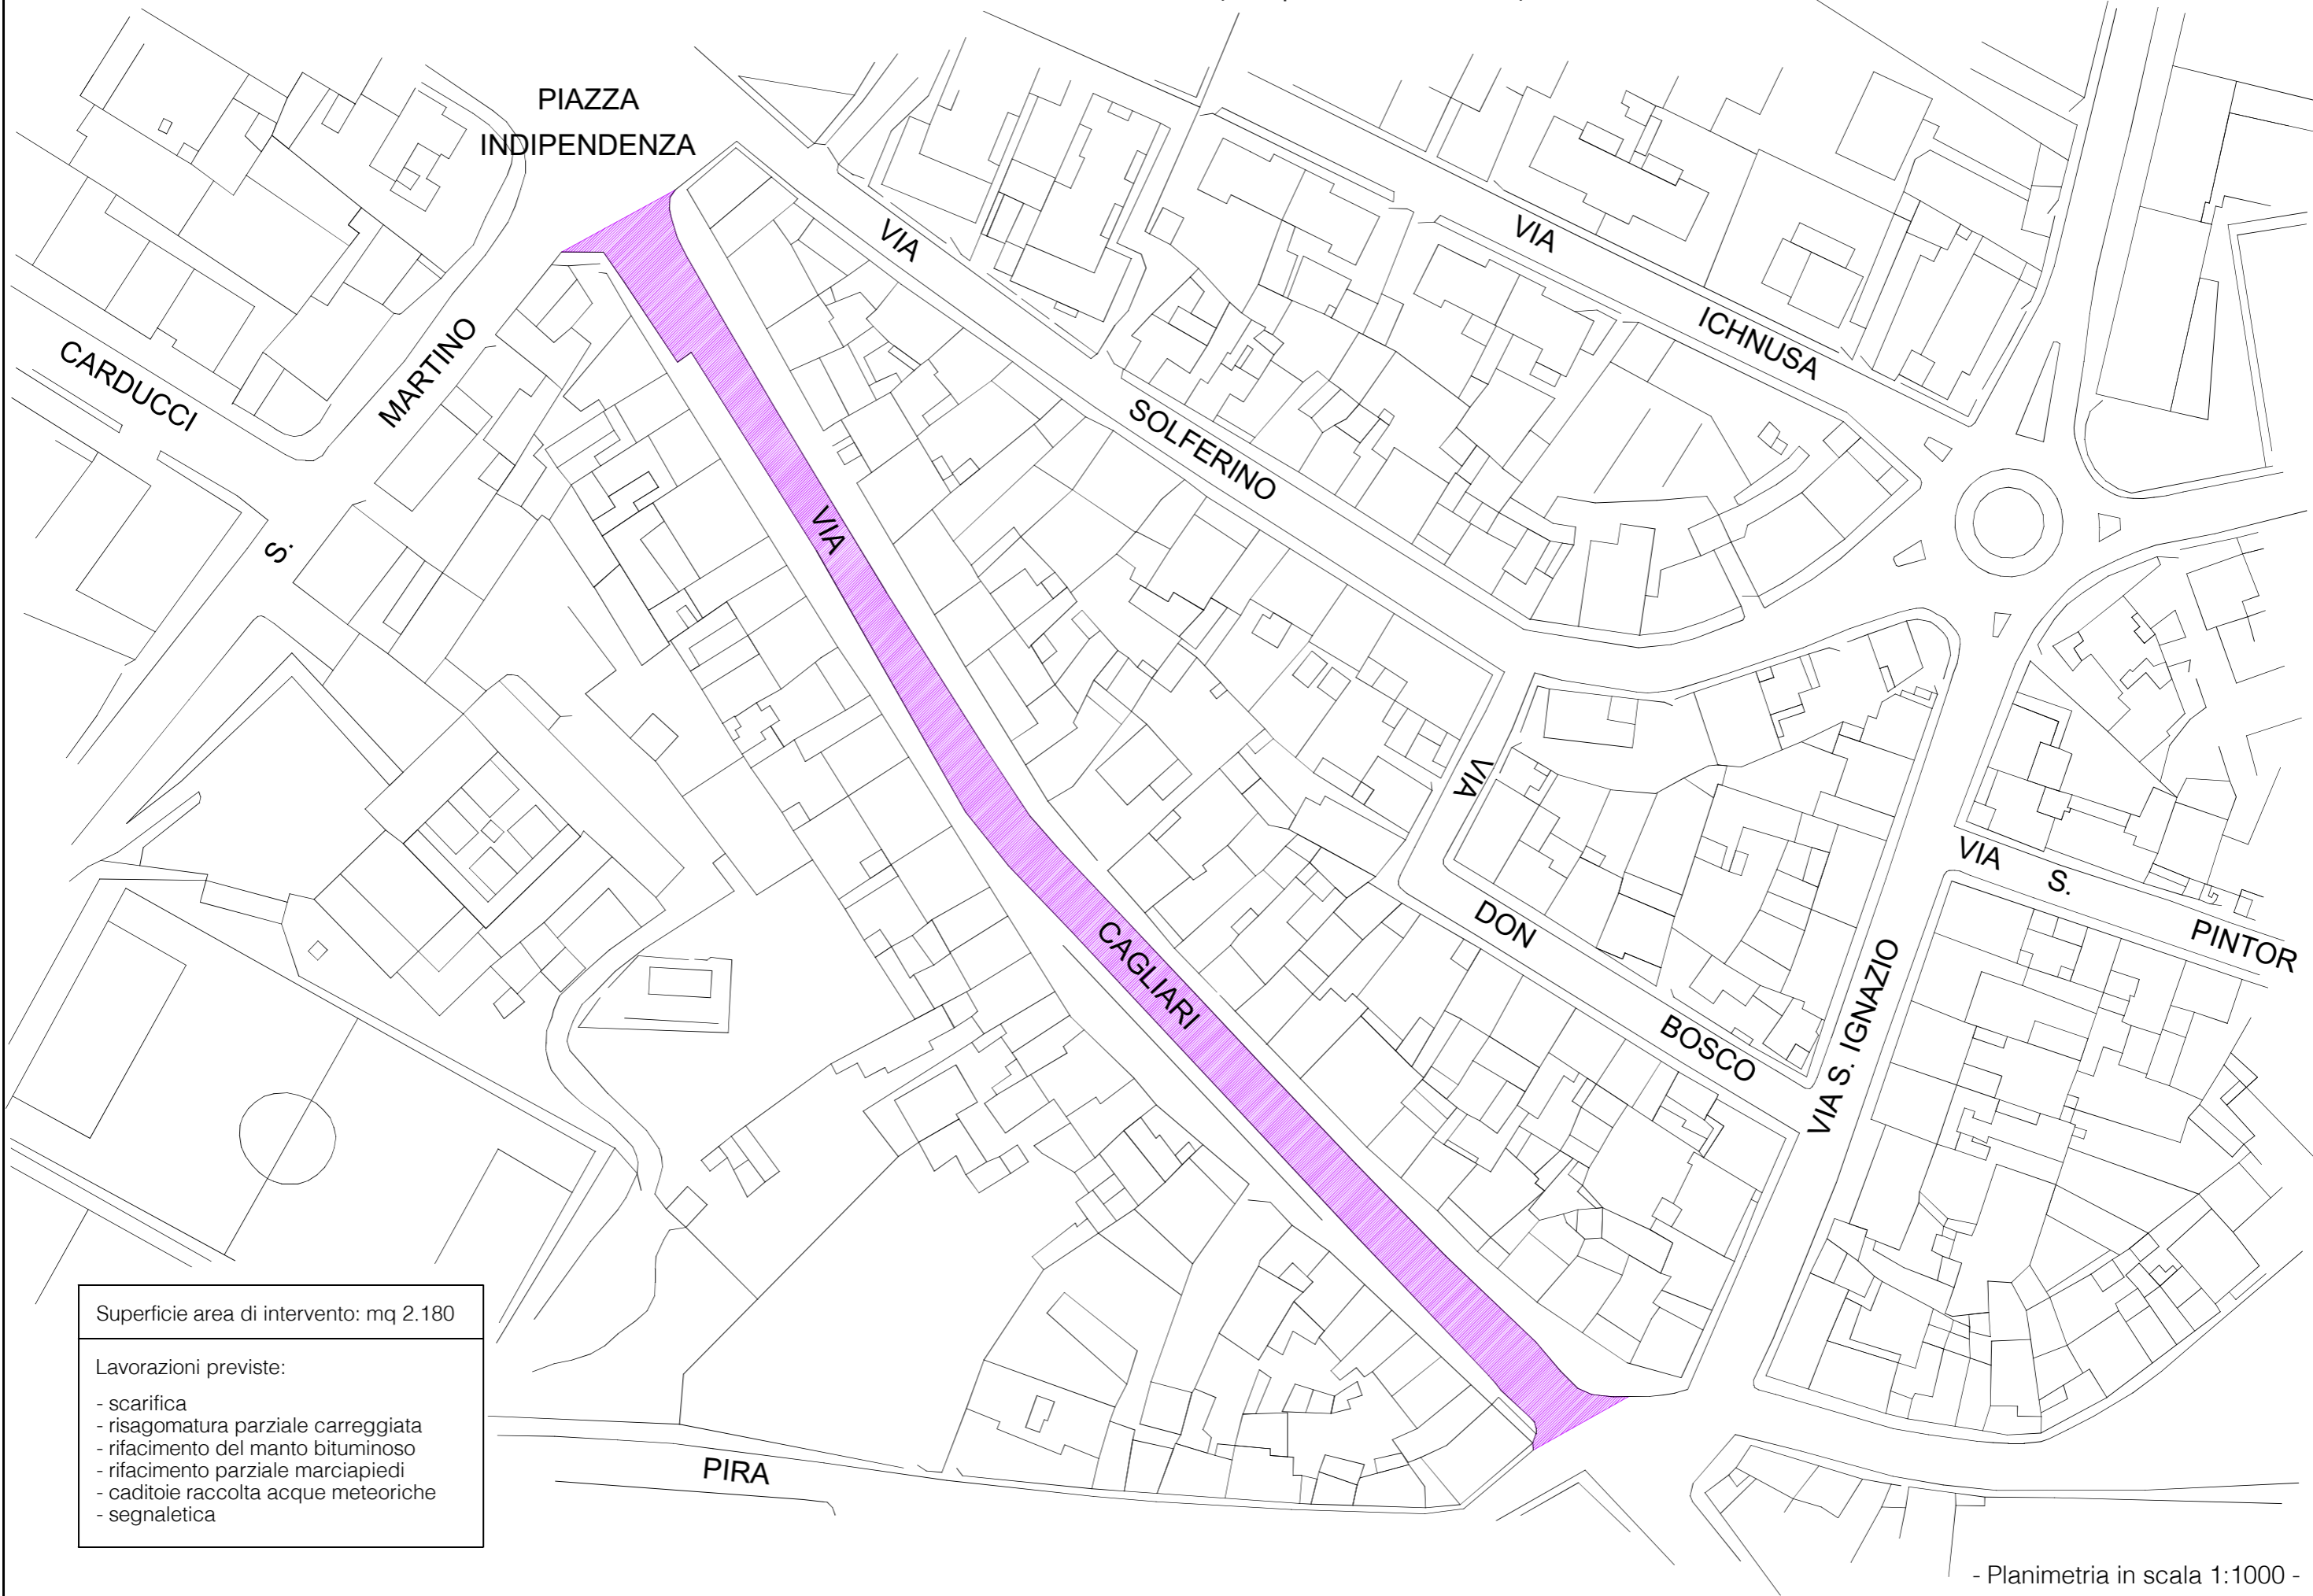 PIAZZA
INDIPENDENZA
VIA
VIA
ICHNUSA
CARDUCCI
MARTINO
S.
SOLFERINO
VIA
VIA
VIA
S.
PINTOR
DON
BOSCO
VIA S. IGNAZIO
CAGLIARI
PIRA
Superficie area di intervento: mq 2.180
Lavorazioni previste:
- scarifica
- risagomatura parziale carreggiata
- rifacimento del manto bituminoso
- rifacimento parziale marciapiedi
- caditoie raccolta acque meteoriche
- segnaletica
- Planimetria in scala 1:1000 -